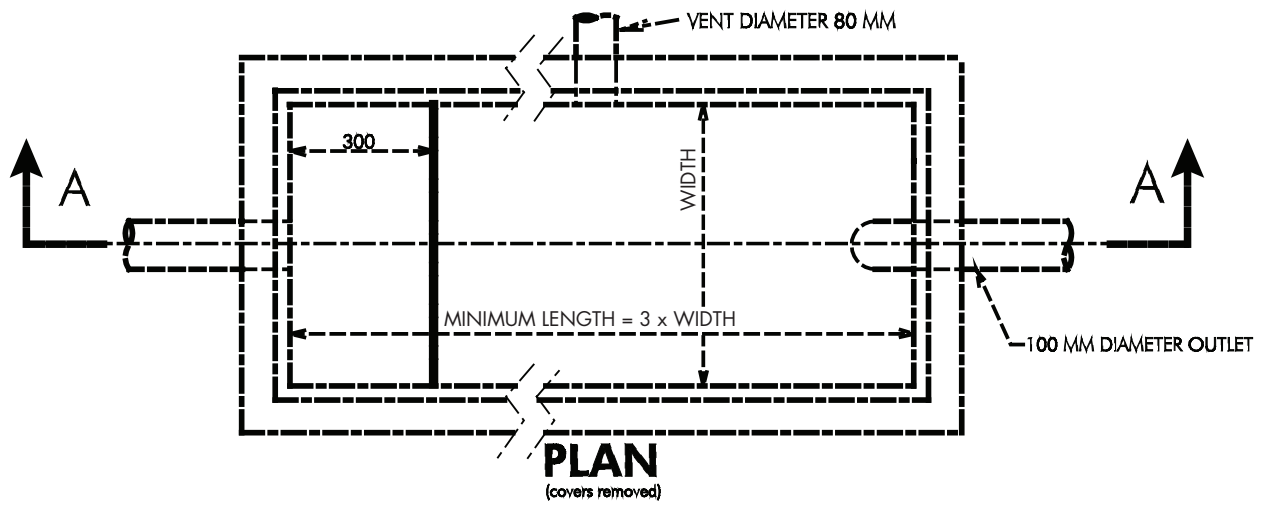 VENT DIAMETER 80 MM
300
A
WIDTH
A
MINIMUM LENGTH = 3 x WIDTH
100 MM DIAMETER OUTLET
PLAN
(covers removed)